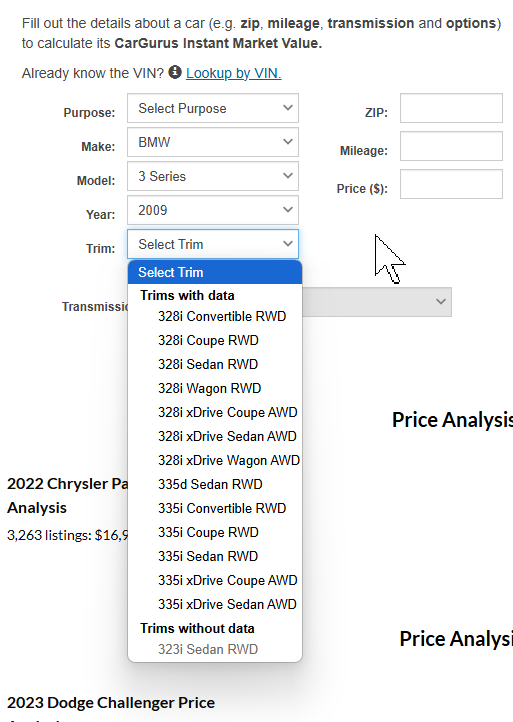 Fill out the details about a car (e.g. zip, mileage, transmission and options)
to calculate its CarGurus Instant Market Value.
Already know the VIN? Lookup by VIN.
Purpose: Select Purpose ZIP:
Make: BMW Mileage:
Model: 3 Series Price ($):
Year: 2009
Trim: Select Trim
Select Trim
Trims with data
Transmissio
328i Convertible RWD
328i Coupe RWD
328i Sedan RWD
328i Wagon RWD
328i xDrive Coupe AWD
328i xDrive Sedan AWD
328i xDrive Wagon AWD
335d Sedan RWD
335i Convertible RWD
335i Coupe RWD
335i Sedan RWD
335i xDrive Coupe AWD
335i xDrive Sedan AWD
Trims without data
323i Sedan RWD
Price Analysis
2022 Chrysler Pa
Analysis
3,263 listings: $16,9
Price Analysi
2023 Dodge Challenger Price